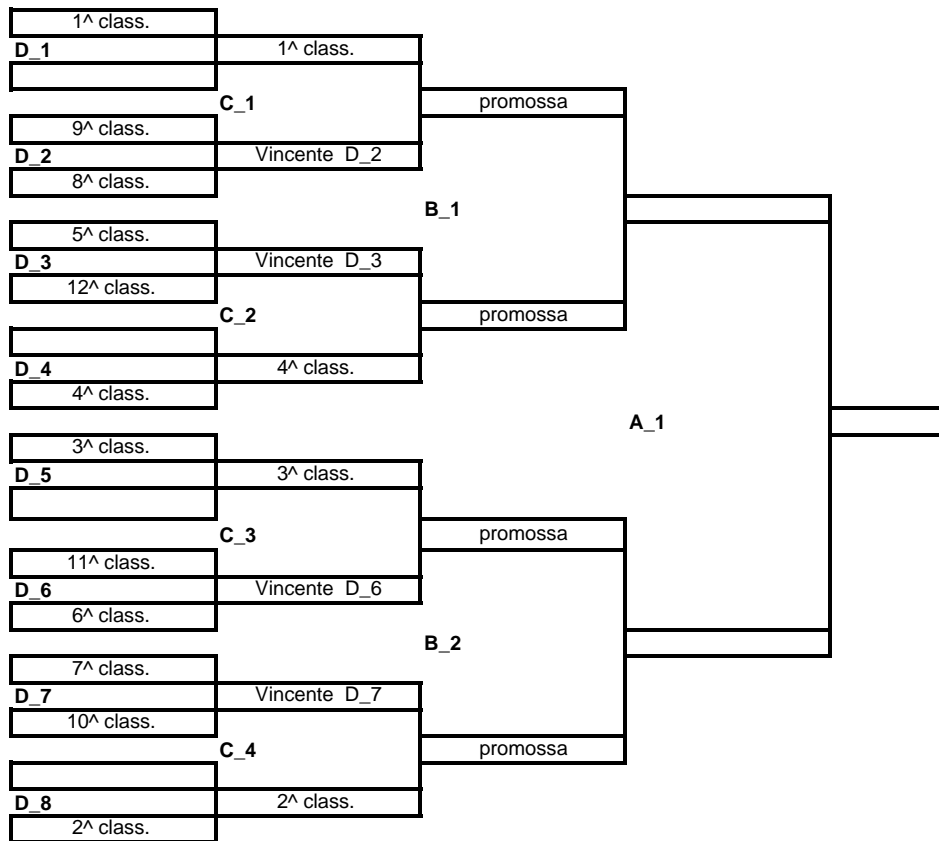 1^ class.
D_1
1^ class.
C_1
promossa
9^ class.
D_2
Vincente D_2
8^ class.
B_1
5^ class.
D_3
Vincente D_3
12^ class.
C_2
promossa
D_4
4^ class.
4^ class.
A_1
3^ class.
D_5
3^ class.
C_3
promossa
11^ class.
D_6
Vincente D_6
6^ class.
B_2
7^ class.
D_7
Vincente D_7
10^ class.
C_4
promossa
D_8
2^ class.
2^ class.